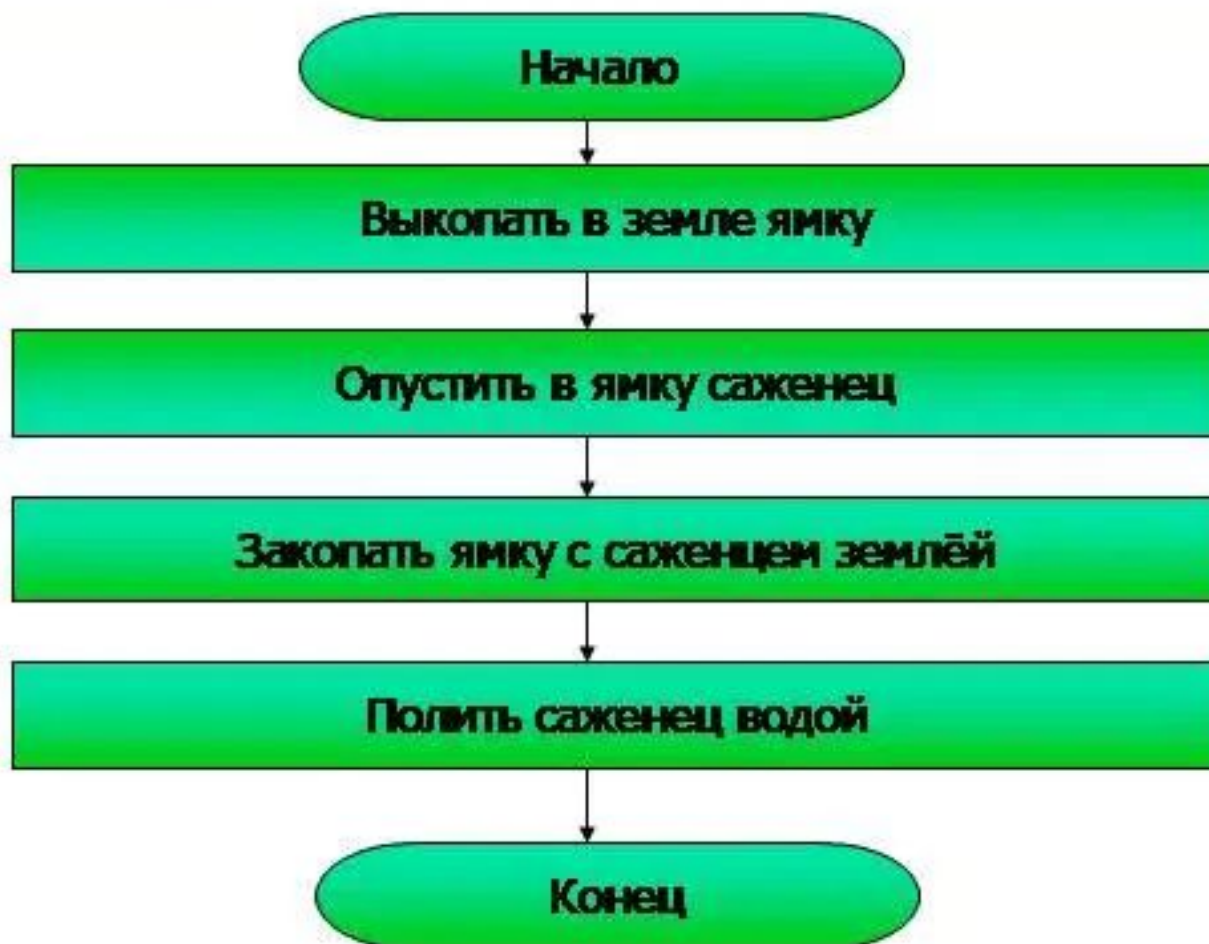 Начало
Выкопать в земле ямку
Опустить в ямку саженец
Закопать ямку с саженцем землёй
Полить саженец водой
Конец